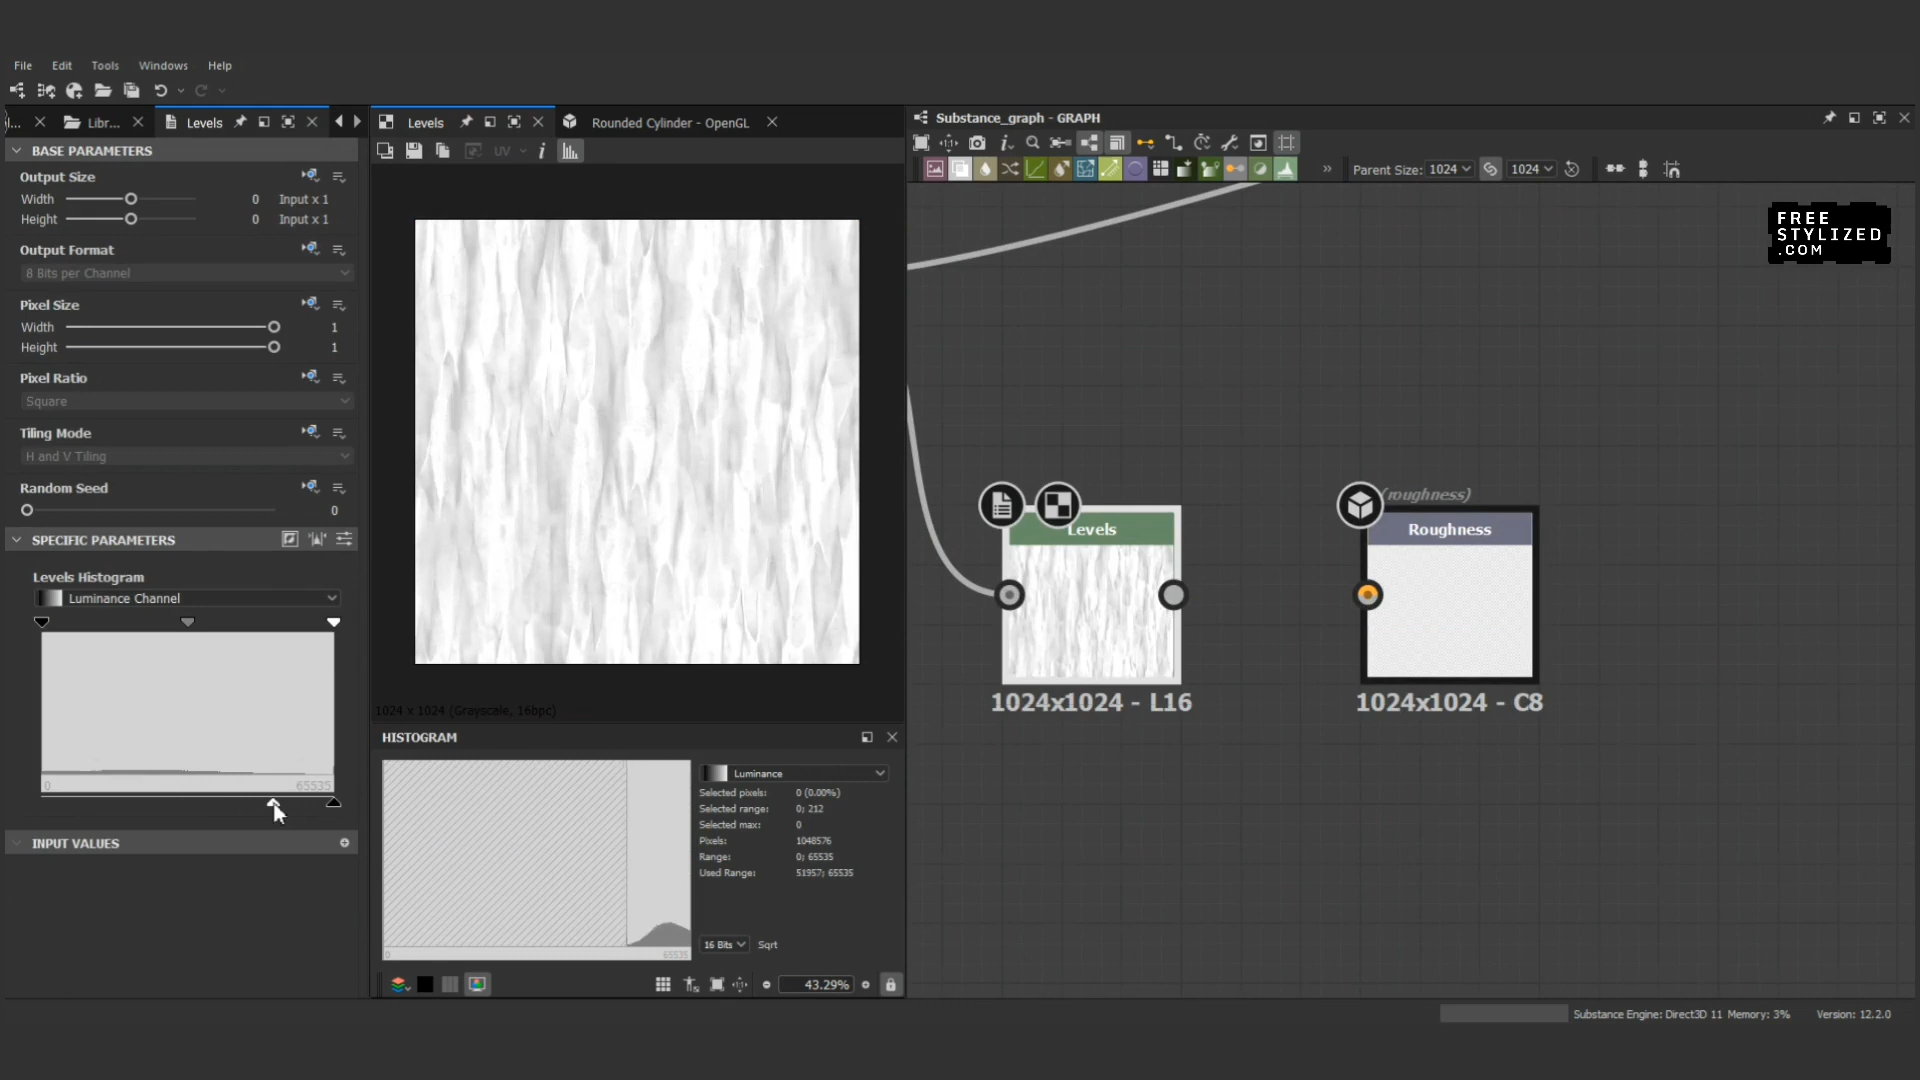 File Edit Tools Windows Help
l... Libr... Levels
BASE PARAMETERS
Output Size
Width 0 Input x 1
Height 0 Input x 1
Output Format
8 Bits per Channel
Pixel Size
Width 1
Height 1
Pixel Ratio
Square
Tiling Mode
H and V Tiling
Random Seed
0
SPECIFIC PARAMETERS
Levels Histogram
Luminance Channel
0 65535
INPUT VALUES
Levels Rounded Cylinder - OpenGL
UV
1024 x 1024 (Grayscale, 16bpc)
HISTOGRAM
Luminance
Selected pixels: 0 (0.00%)
Selected range: 0; 212
Selected max: 0
Pixels: 1048576
Range: 0; 65535
Used Range: 51957; 65535
16 Bits Sqrt
0 65535
43.29%
Substance_graph - GRAPH
Parent Size: 1024 1024
FREE
STYLIZED
.COM
(roughness)
Levels
Roughness
1024x1024 - L16
1024x1024 - C8
Substance Engine: Direct3D 11 Memory: 3% Version: 12.2.0